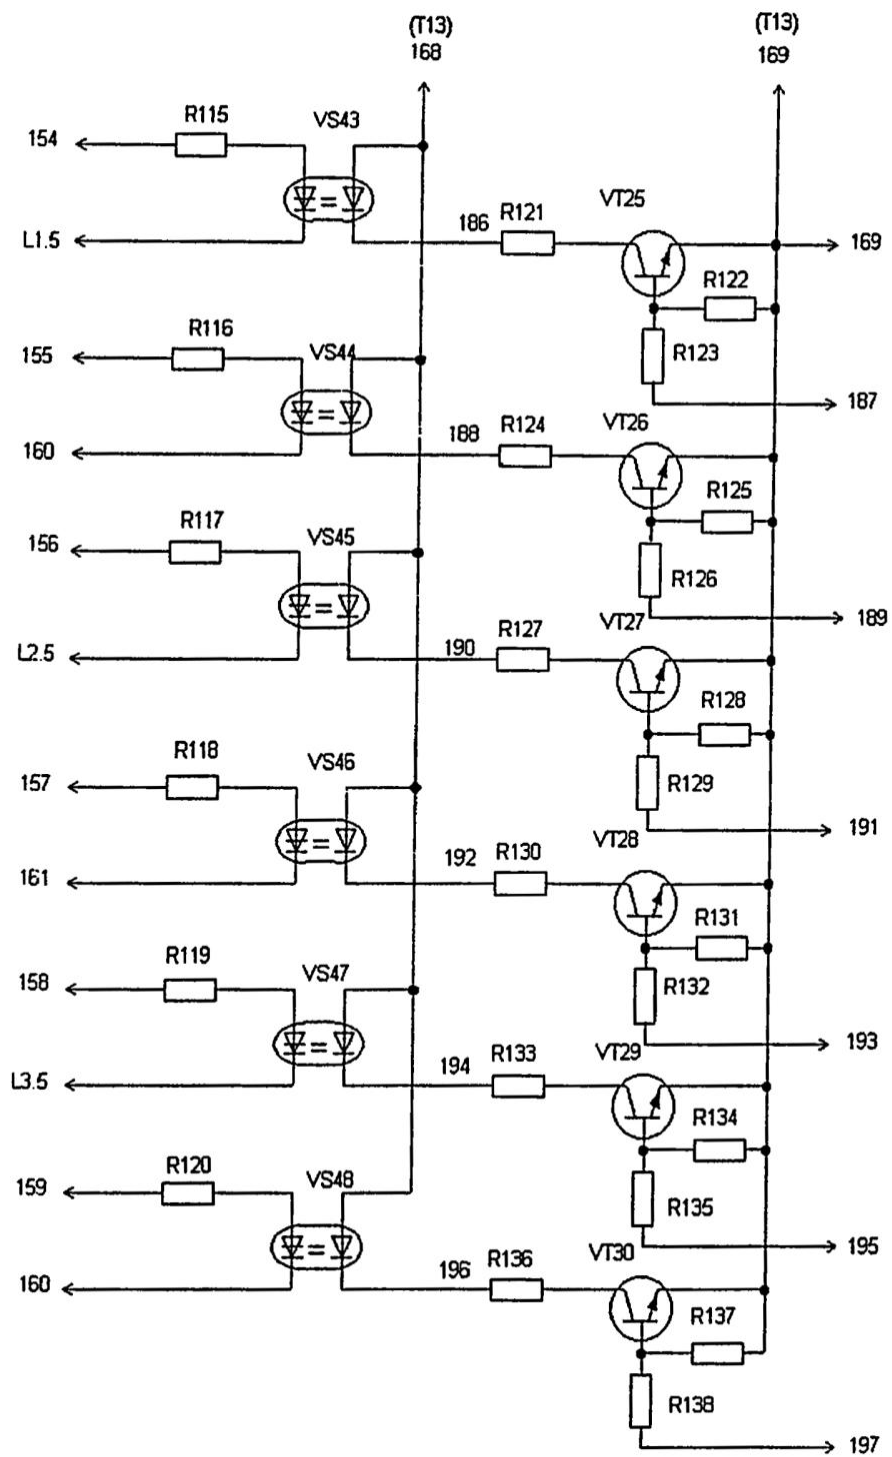 (T13)
168
(T13)
169
R115
VS43
154
L1.5
186
R121
VT25
169
R122
R123
187
R116
VS44
155
160
188
R124
VT26
R125
R126
189
R117
VS45
156
L2.5
190
R127
VT27
R128
R129
191
R118
VS46
157
161
192
R130
VT28
R131
R132
193
R119
VS47
158
L3.5
194
R133
VT29
R134
R135
195
R120
VS48
159
160
196
R136
VT30
R137
R138
197